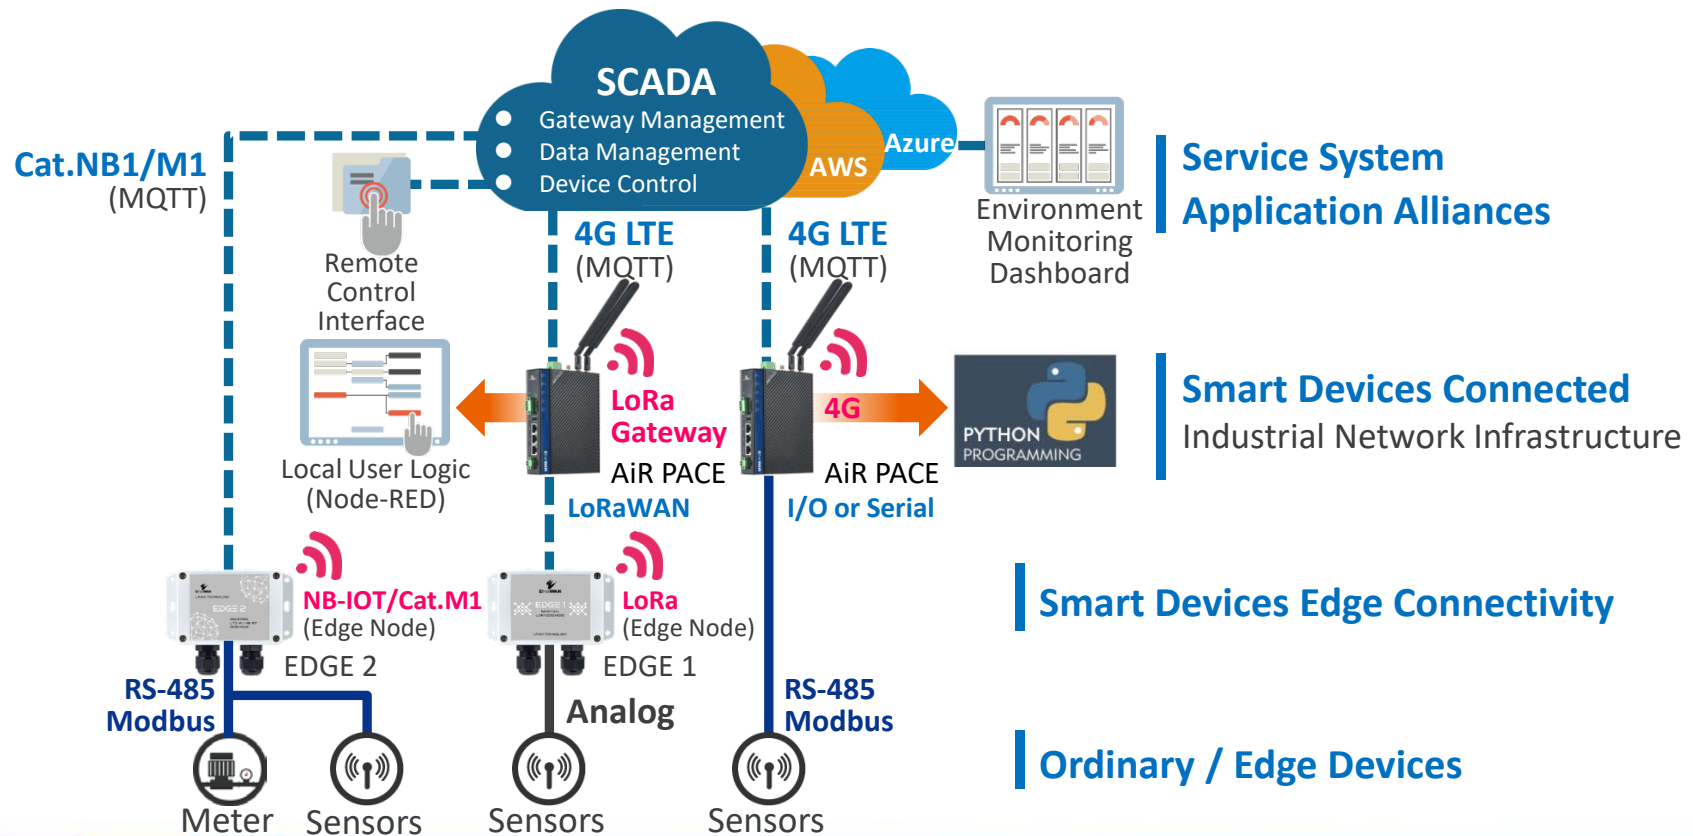 SCADA
Gateway Management
Data Management
Device Control
AWS
Azure
Cat.NB1/M1
(MQTT)
Remote
Control
Interface
4G LTE
(MQTT)
4G LTE
(MQTT)
Environment
Monitoring
Dashboard
Service System
Application Alliances
Local User Logic
(Node-RED)
LoRa
Gateway
AiR PACE
LoRaWAN
4G
AiR PACE
I/O or Serial
PYTHON
PROGRAMMING
Smart Devices Connected
Industrial Network Infrastructure
EDGE 2
NB-IOT/Cat.M1
(Edge Node)
EDGE 2
EDGE 1
LoRa
(Edge Node)
EDGE 1
Smart Devices Edge Connectivity
RS-485
Modbus
Analog
RS-485
Modbus
Ordinary / Edge Devices
Meter
Sensors
Sensors
Sensors